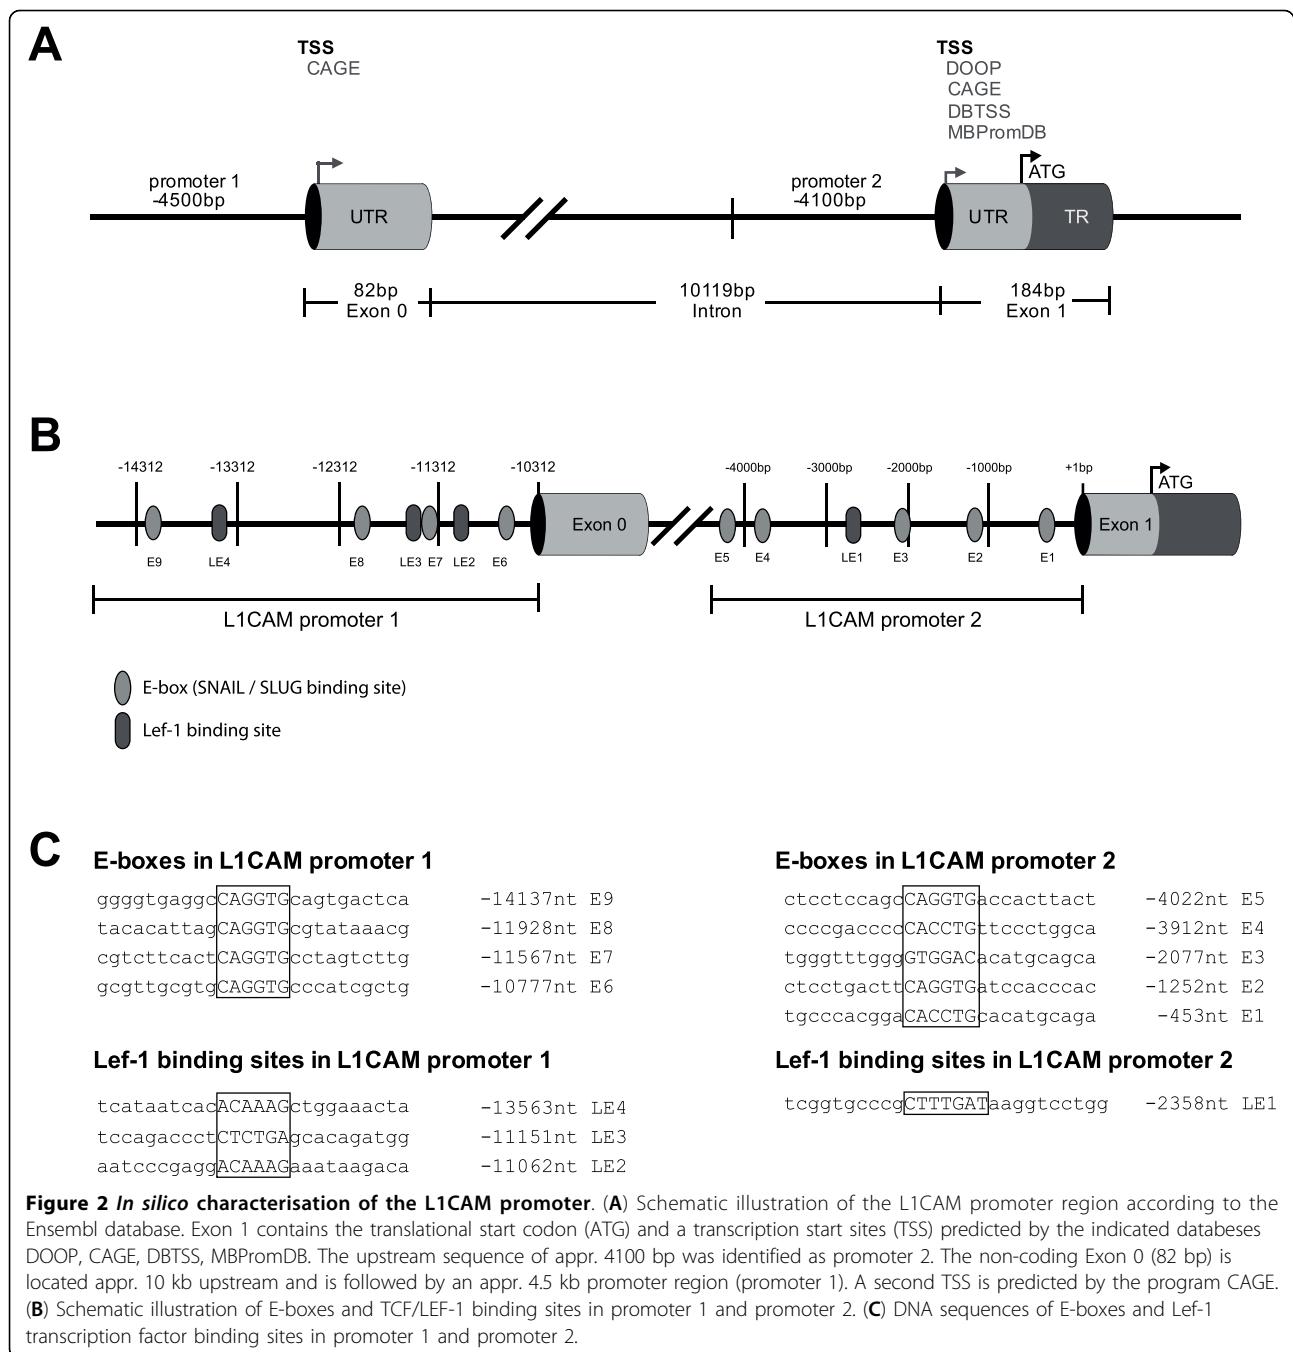 A
TSS
CAGE
TSS
DOOP
CAGE
DBTSS
MBPromDB
promoter 1
-4500bp
UTR
promoter 2
-4100bp
ATG
UTR
TR
82bp
Exon 0
10119bp
Intron
184bp
Exon 1
B
-14312
-13312
-12312
-11312
-10312
-4000bp
-3000bp
-2000bp
-1000bp
+1bp
ATG
Exon 0
Exon 1
E9
LE4
E8
LE3
E7
LE2
E6
E5
E4
LE1
E3
E2
E1
L1CAM promoter 1
L1CAM promoter 2
E-box (SNAIL / SLUG binding site)
Lef-1 binding site
C
E-boxes in L1CAM promoter 1
ggggtgaggcCAGGTGcagtgactca -14137nt E9
tacacattagCAGGTGcgtataaacg -11928nt E8
cgtcttcactCAGGTGcctagtcttg -11567nt E7
gcgttgcgtgCAGGTGcccatcgctg -10777nt E6
Lef-1 binding sites in L1CAM promoter 1
tcataatcacACAAAGctggaaacta -13563nt LE4
tccagaccctCTCTGAgcacagatgg -11151nt LE3
aatcccgaggACAAAGaaataagaca -11062nt LE2
E-boxes in L1CAM promoter 2
ctcctccagcCAGGTGaccacttact -4022nt E5
ccccgaccccCACCTGttccctggca -3912nt E4
tgggtttgggGTGGACacatgcagca -2077nt E3
ctcctgacttCAGGTGatccacccac -1252nt E2
tgcccacggaCACCTGcacatgcaga -453nt E1
Lef-1 binding sites in L1CAM promoter 2
tcggtgcccgCTTTGATaaggtcctgg -2358nt LE1
Figure 2 In silico characterisation of the L1CAM promoter. (A) Schematic illustration of the L1CAM promoter region according to the
Ensembl database. Exon 1 contains the translational start codon (ATG) and a transcription start sites (TSS) predicted by the indicated databeses
DOOP, CAGE, DBTSS, MBPromDB. The upstream sequence of appr. 4100 bp was identified as promoter 2. The non-coding Exon 0 (82 bp) is
located appr. 10 kb upstream and is followed by an appr. 4.5 kb promoter region (promoter 1). A second TSS is predicted by the program CAGE.
(B) Schematic illustration of E-boxes and TCF/LEF-1 binding sites in promoter 1 and promoter 2. (C) DNA sequences of E-boxes and Lef-1
transcription factor binding sites in promoter 1 and promoter 2.